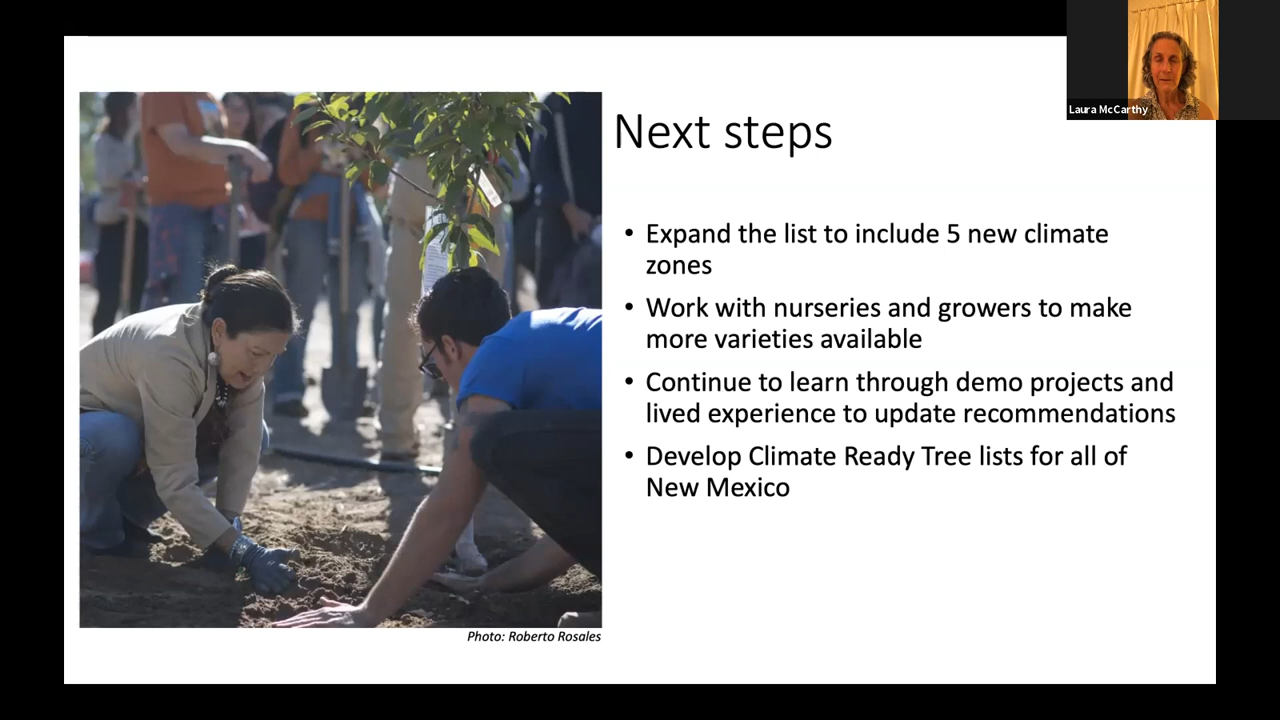 Laura McCarthy
Next steps
• Expand the list to include 5 new climate
zones
• Work with nurseries and growers to make
more varieties available
• Continue to learn through demo projects and
lived experience to update recommendations
• Develop Climate Ready Tree lists for all of
New Mexico
Photo: Roberto Rosales